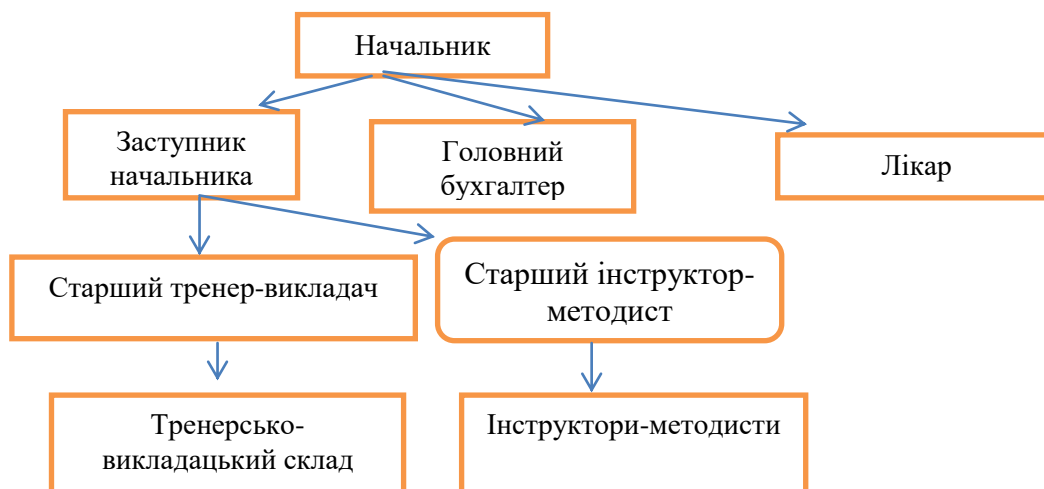 Начальник
Заступник
начальника
Головний
бухгалтер
Лікар
Старший тренер-викладач
Старший інструктор-
методист
Тренерсько-
викладацький склад
Інструктори-методисти